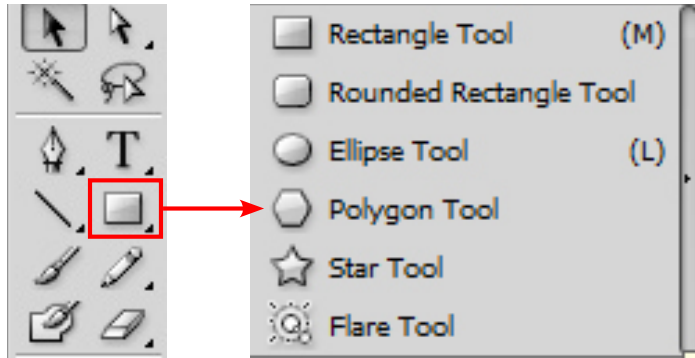 T
Rectangle Tool (M)
Rounded Rectangle Tool
Ellipse Tool (L)
Polygon Tool
Star Tool
Flare Tool